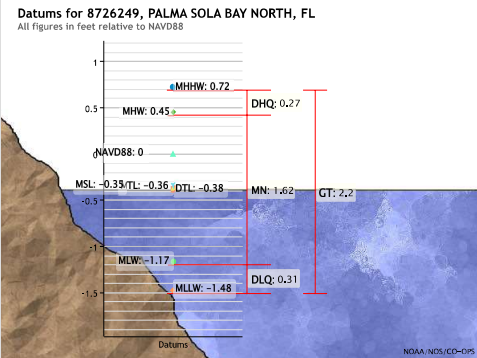 Datums for 8726249, PALMA SOLA BAY NORTH, FL
All figures in feet relative to NAVD88
1
MHHW: 0.72
DHQ: 0.27
0.5
MHW: 0.45
NAVD88: 0
0
MSL: -0.35
MTL: -0.36
DTL: -0.38
MN: 1.62
GT: 2.2
-0.5
-1
MLW: -1.17
DLQ: 0.31
MLLW: -1.48
-1.5
Datums
NOAA/NOS/CO-OPS